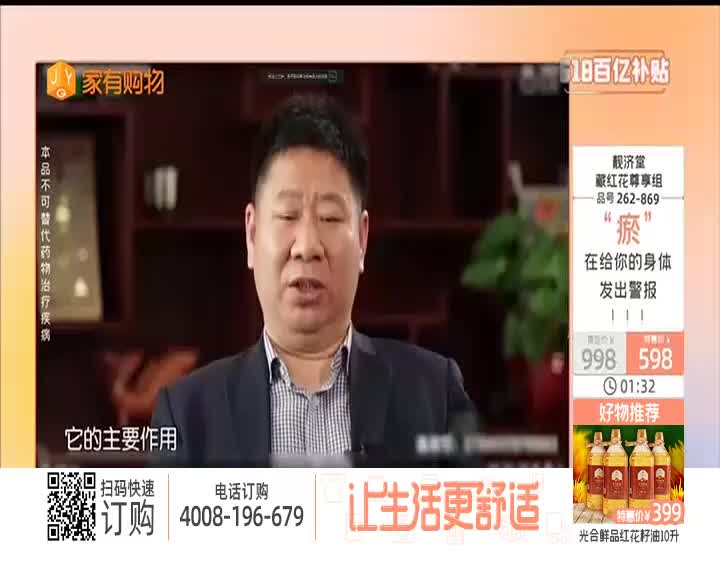 JYG 家有购物
18百亿补贴
本品不可替代药物治疗疾病
靓济堂
藏红花尊享组
品号 262-869
“瘀”
在给你的身体
发出警报
！！！
998
特惠价¥
598
01:32
好物推荐
特惠价¥399
光合鲜品红花籽油10升
它的主要作用
扫码快速
订购
电话订购
4008-196-679
让生活更舒适